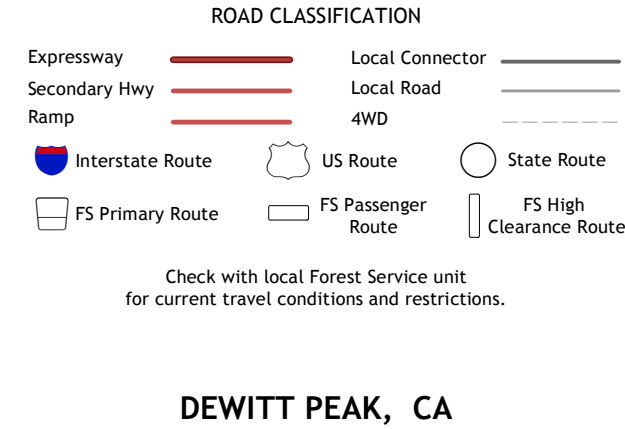 ROAD CLASSIFICATION
Expressway
Local Connector
Secondary Hwy
Local Road
Ramp
4WD
Interstate Route
US Route
State Route
FS Primary Route
FS Passenger
Route
FS High
Clearance Route
Check with local Forest Service unit
for current travel conditions and restrictions.
DEWITT PEAK, CA